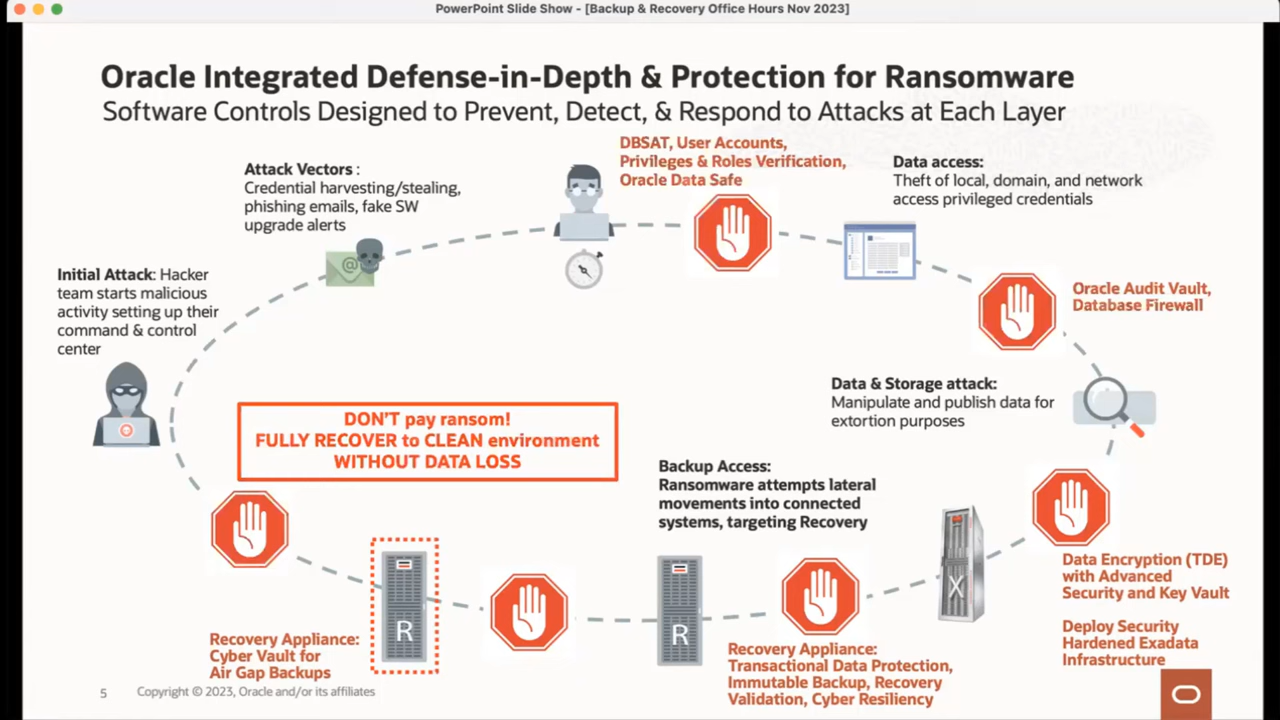 PowerPoint Slide Show - [Backup & Recovery Office Hours Nov 2023]
Oracle Integrated Defense-in-Depth & Protection for Ransomware
Software Controls Designed to Prevent, Detect, & Respond to Attacks at Each Layer
DBSAT, User Accounts,
Privileges & Roles Verification,
Oracle Data Safe
Attack Vectors :
Credential harvesting/stealing,
phishing emails, fake SW
upgrade alerts
Data access:
Theft of local, domain, and network
access privileged credentials
@
Initial Attack: Hacker
team starts malicious
activity setting up their
command & control
center
Oracle Audit Vault,
Database Firewall
Data & Storage attack:
Manipulate and publish data for
extortion purposes
DON'T pay ransom!
FULLY RECOVER to CLEAN environment
WITHOUT DATA LOSS
Backup Access:
Ransomware attempts lateral
movements into connected
systems, targeting Recovery
X
R
R
Data Encryption (TDE)
with Advanced
Security and Key Vault
Deploy Security
Hardened Exadata
Infrastructure
Recovery Appliance:
Cyber Vault for
Air Gap Backups
Recovery Appliance:
Transactional Data Protection,
Immutable Backup, Recovery
Validation, Cyber Resiliency
5
Copyright © 2023, Oracle and/or its affiliates